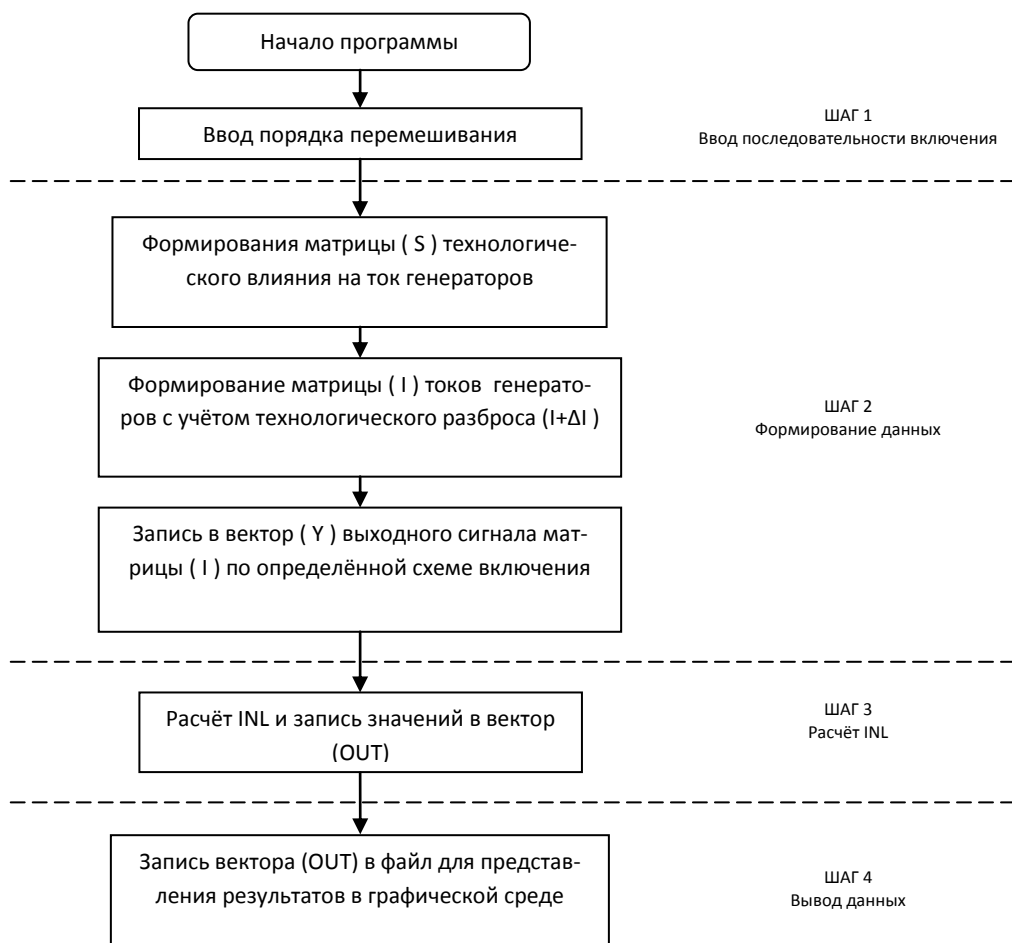 Начало программы
Ввод порядка перемешивания
ШАГ 1
Ввод последовательности включения
Формирования матрицы ( S ) технологиче-
ского влияния на ток генераторов
Формирование матрицы ( I ) токов  генерато-
ров с учётом технологического разброса (I+ΔI )
Запись в вектор ( Y ) выходного сигнала мат-
рицы ( I ) по определённой схеме включения
ШАГ 2
Формирование данных
Расчёт INL и запись значений в вектор
(OUT)
ШАГ 3
Расчёт INL
Запись вектора (OUT) в файл для представ-
ления результатов в графической среде
ШАГ 4
Вывод данных